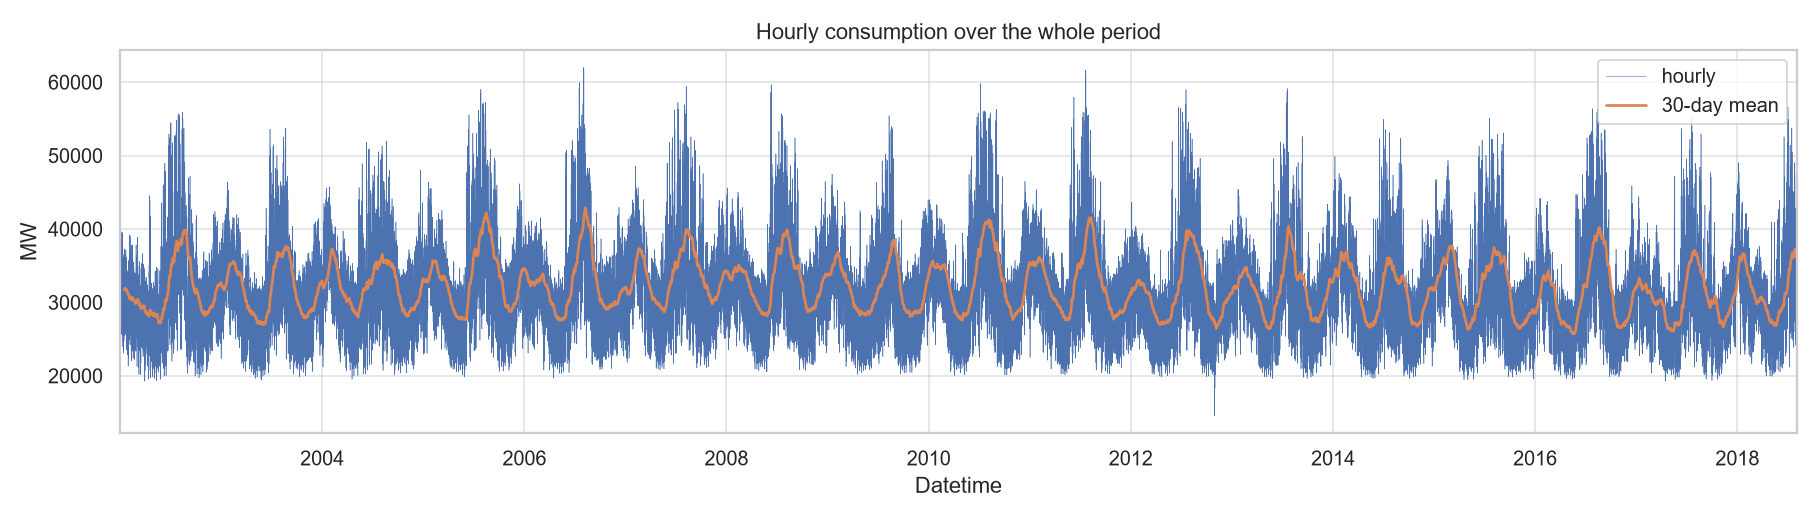 Hourly consumption over the whole period
hourly
30-day mean
60000
50000
40000
30000
20000
MW
2004 2006 2008 2010 2012 2014 2016 2018
Datetime